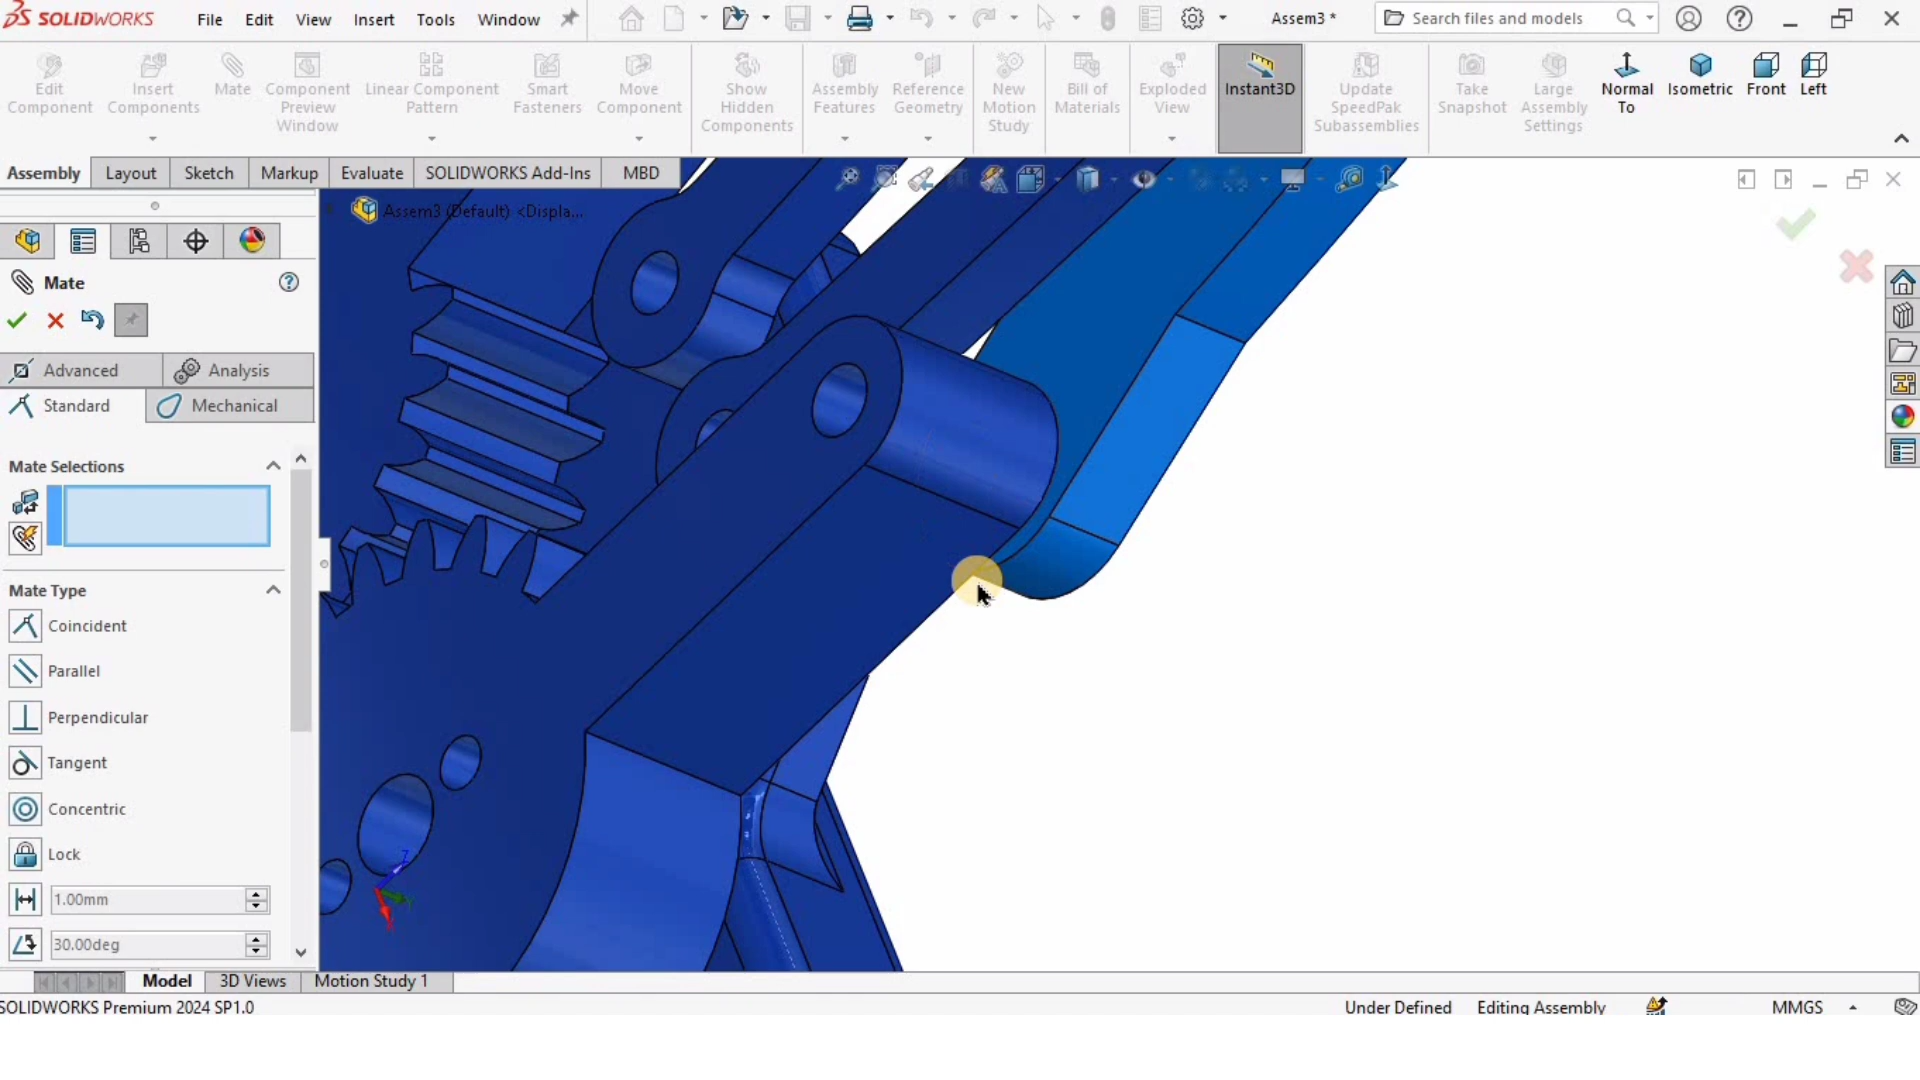 SOLIDWORKS File Edit View Insert Tools Window Assem3 * Search files and models
Edit Component
Insert Components
Mate
Component Preview Window
Linear Component Pattern
Smart Fasteners
Move Component
Show Hidden Components
Assembly Features
Reference Geometry
New Motion Study
Bill of Materials
Exploded View
Instant3D
Update SpeedPak Subassemblies
Take Snapshot
Large Assembly Settings
Normal To
Isometric
Front
Left
Assembly Layout Sketch Markup Evaluate SOLIDWORKS Add-Ins MBD
Assem3 (Default) <Displa...
Mate
Advanced Analysis
Standard Mechanical
Mate Selections
Mate Type
Coincident
Parallel
Perpendicular
Tangent
Concentric
Lock
1.00mm
30.00deg
Model 3D Views Motion Study 1
SOLIDWORKS Premium 2024 SP1.0 Under Defined Editing Assembly MMGS